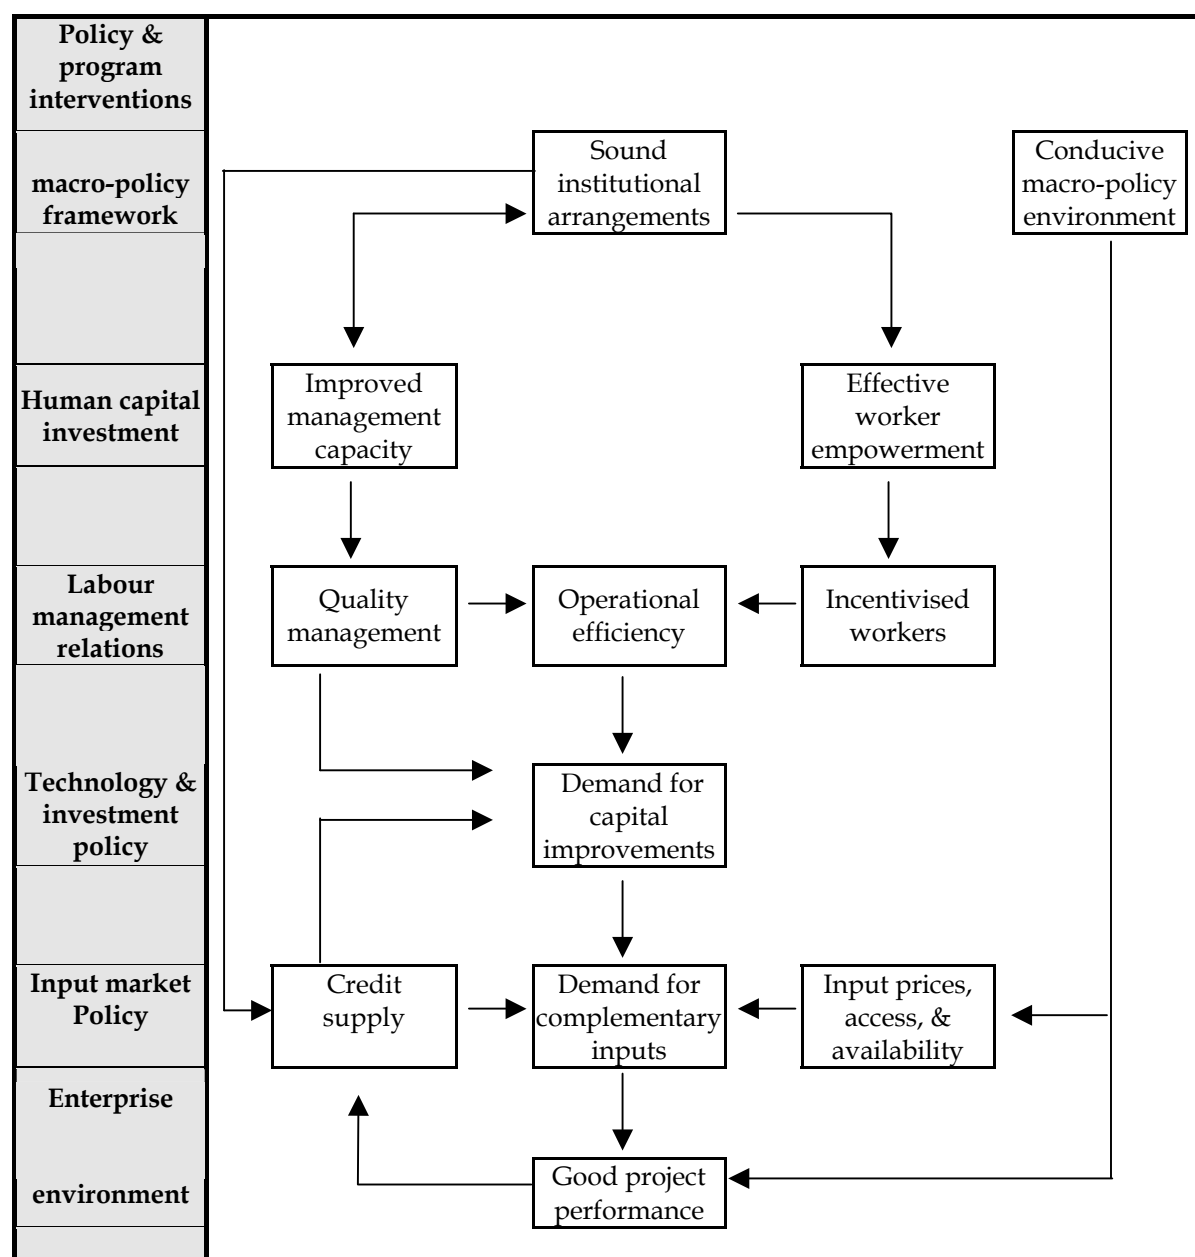 Policy &
program
interventions
Sound
institutional
arrangements
Conducive
macro-policy
environment
macro-policy
framework
Improved
management
capacity
Effective
worker
empowerment
Human capital
investment
Labour
management
relations
Quality
management
Operational
efficiency
Incentivised
workers
Technology &
investment
policy
Demand for
capital
improvements
Input market
Policy
Credit
supply
Demand for
complementary
inputs
Input prices,
access, &
availability
Enterprise
environment
Good project
performance